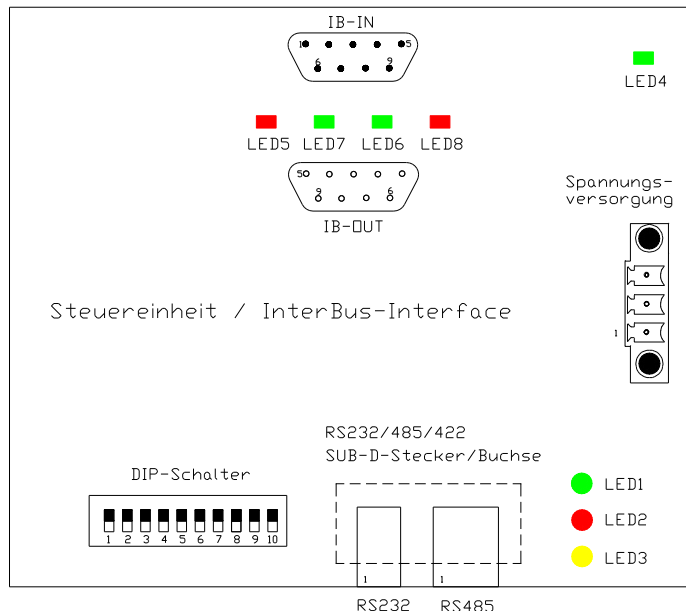 IB-IN
1 5
6 9
LED4
LED5 LED7 LED6 LED8
5
9 6
IB-OUT
Spannungs-
versorgung
Steuereinheit / InterBus-Interface
1
RS232/485/422
SUB-D-Stecker/Buchse
DIP-Schalter
LED1
LED2
LED3
1 2 3 4 5 6 7 8 9 10
1 1
RS232 RS485